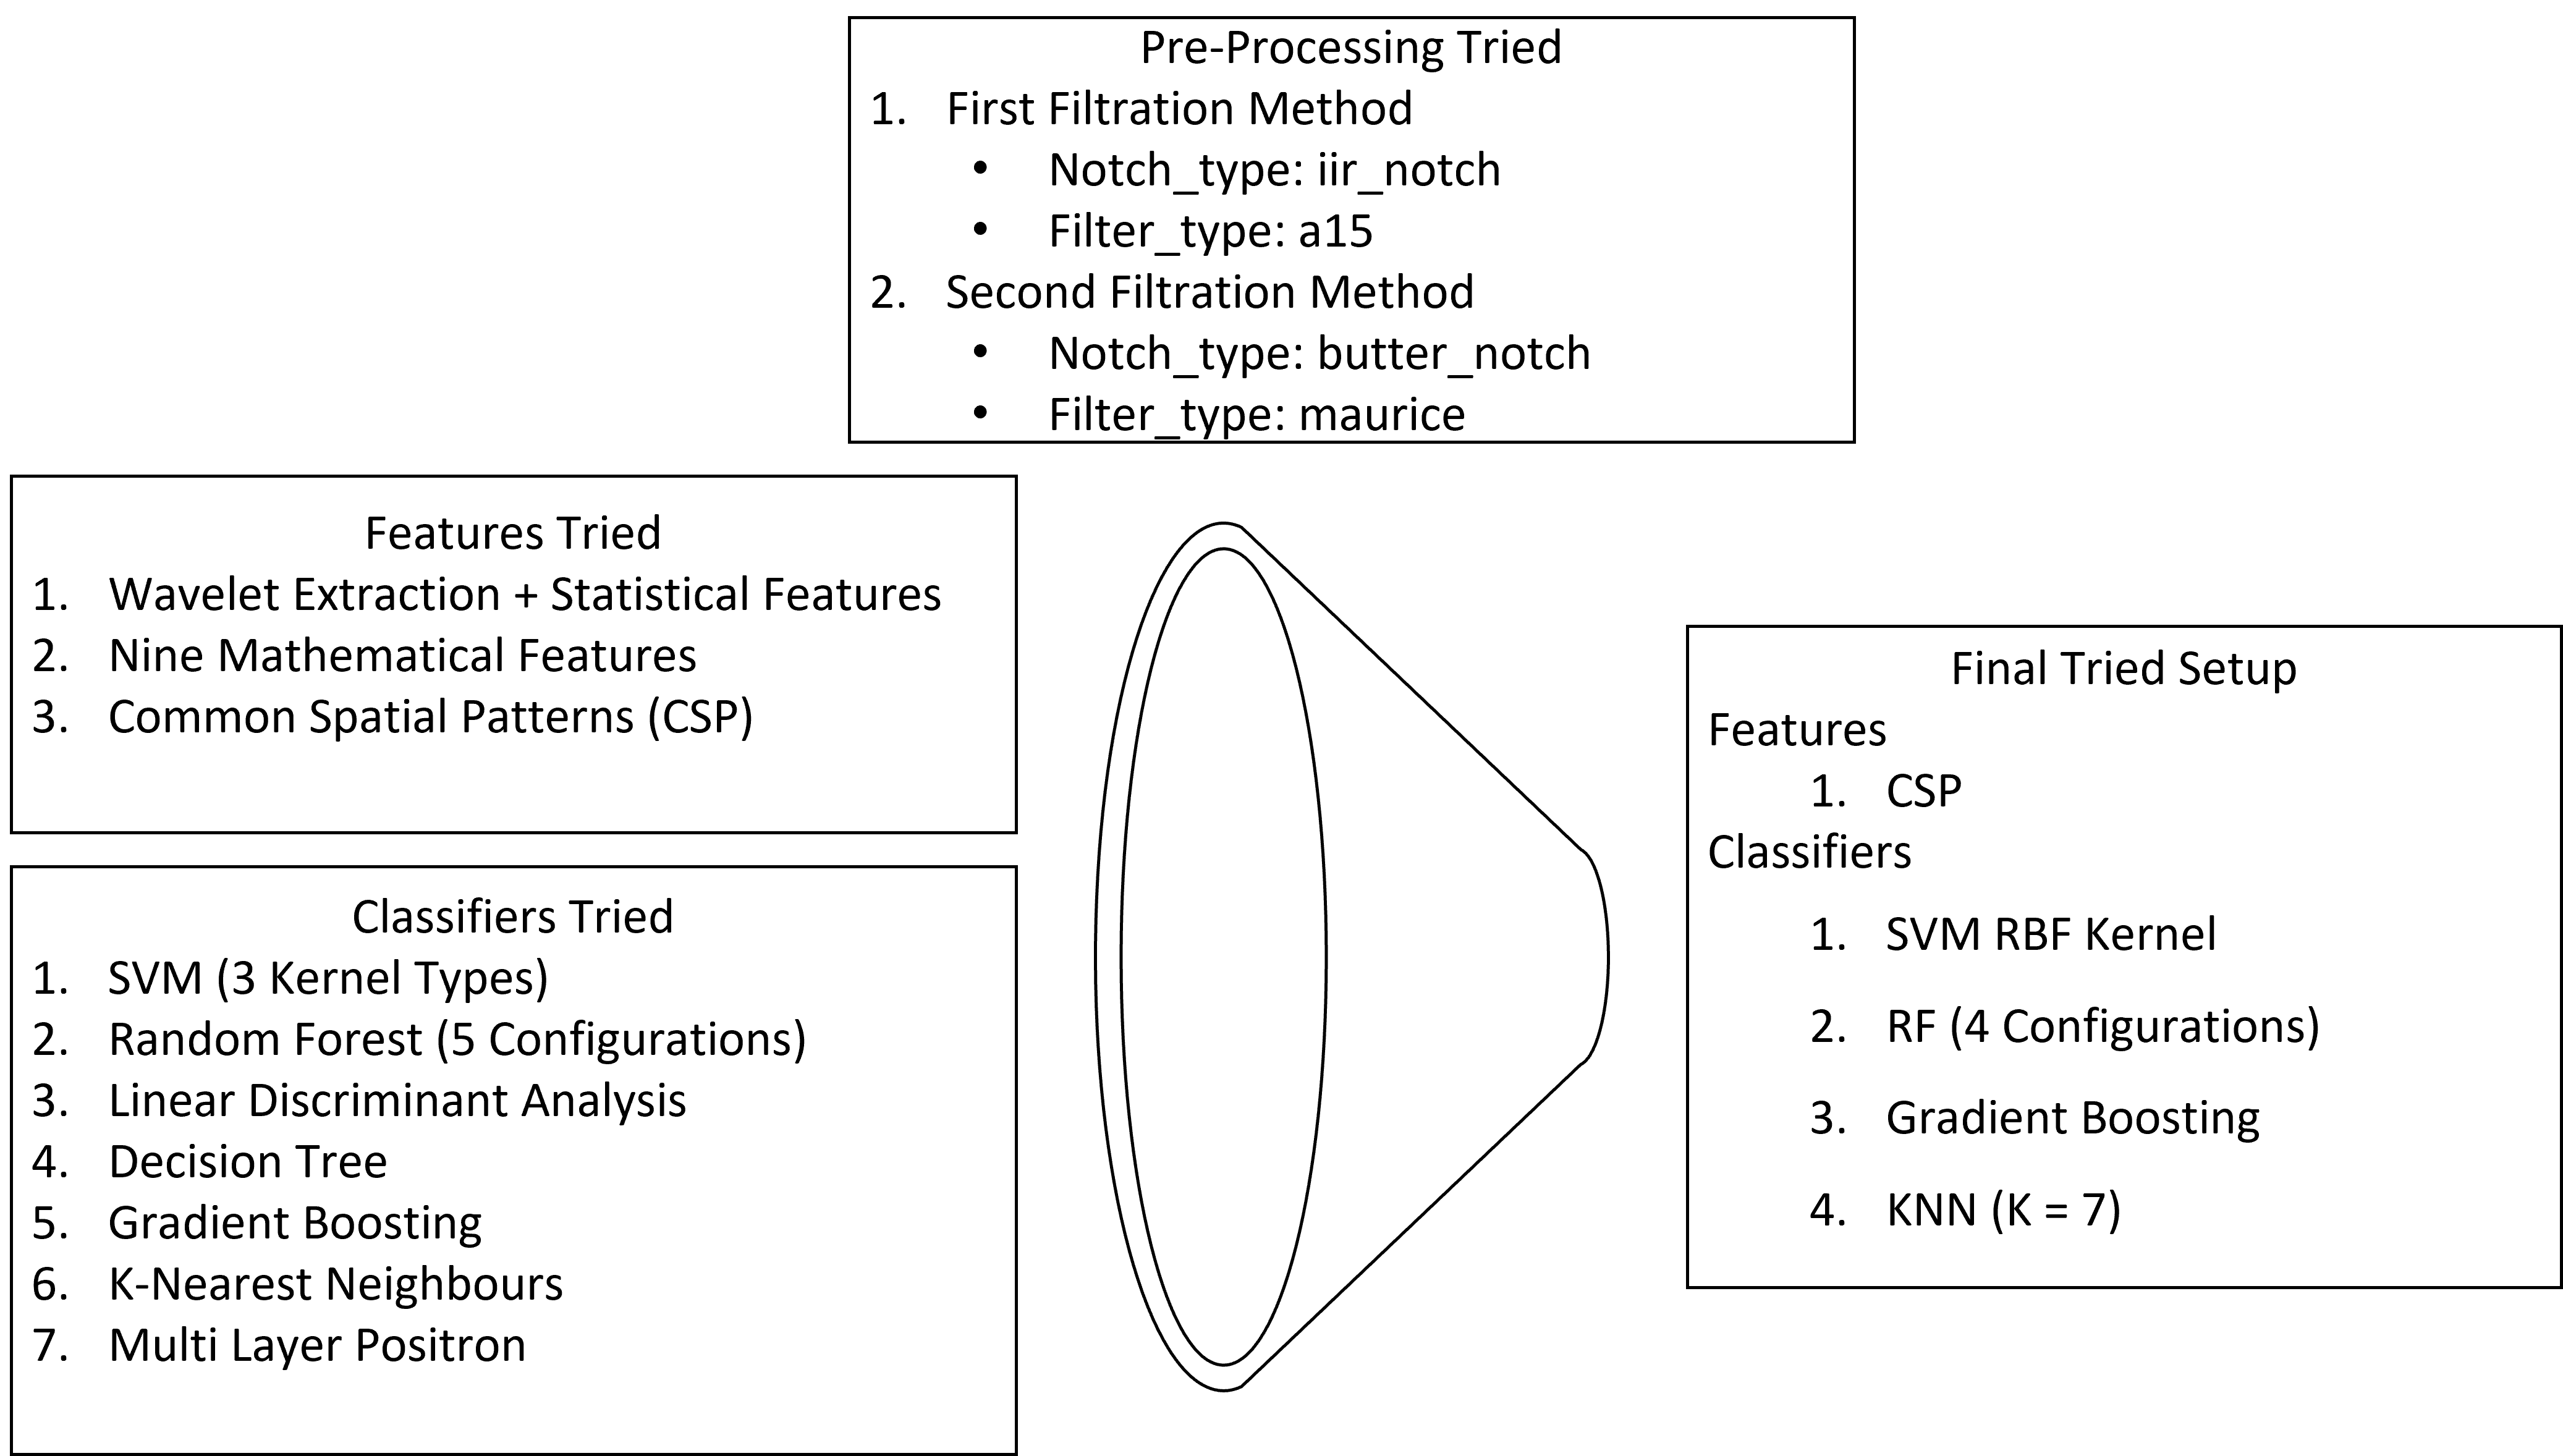 Pre-Processing Tried
1. First Filtration Method
• Notch_type: iir_notch
• Filter_type: a15
2. Second Filtration Method
• Notch_type: butter_notch
• Filter_type: maurice
Features Tried
1. Wavelet Extraction + Statistical Features
2. Nine Mathematical Features
3. Common Spatial Patterns (CSP)
Classifiers Tried
1. SVM (3 Kernel Types)
2. Random Forest (5 Configurations)
3. Linear Discriminant Analysis
4. Decision Tree
5. Gradient Boosting
6. K-Nearest Neighbours
7. Multi Layer Positron
Final Tried Setup
Features
1. CSP
Classifiers
1. SVM RBF Kernel
2. RF (4 Configurations)
3. Gradient Boosting
4. KNN (K = 7)